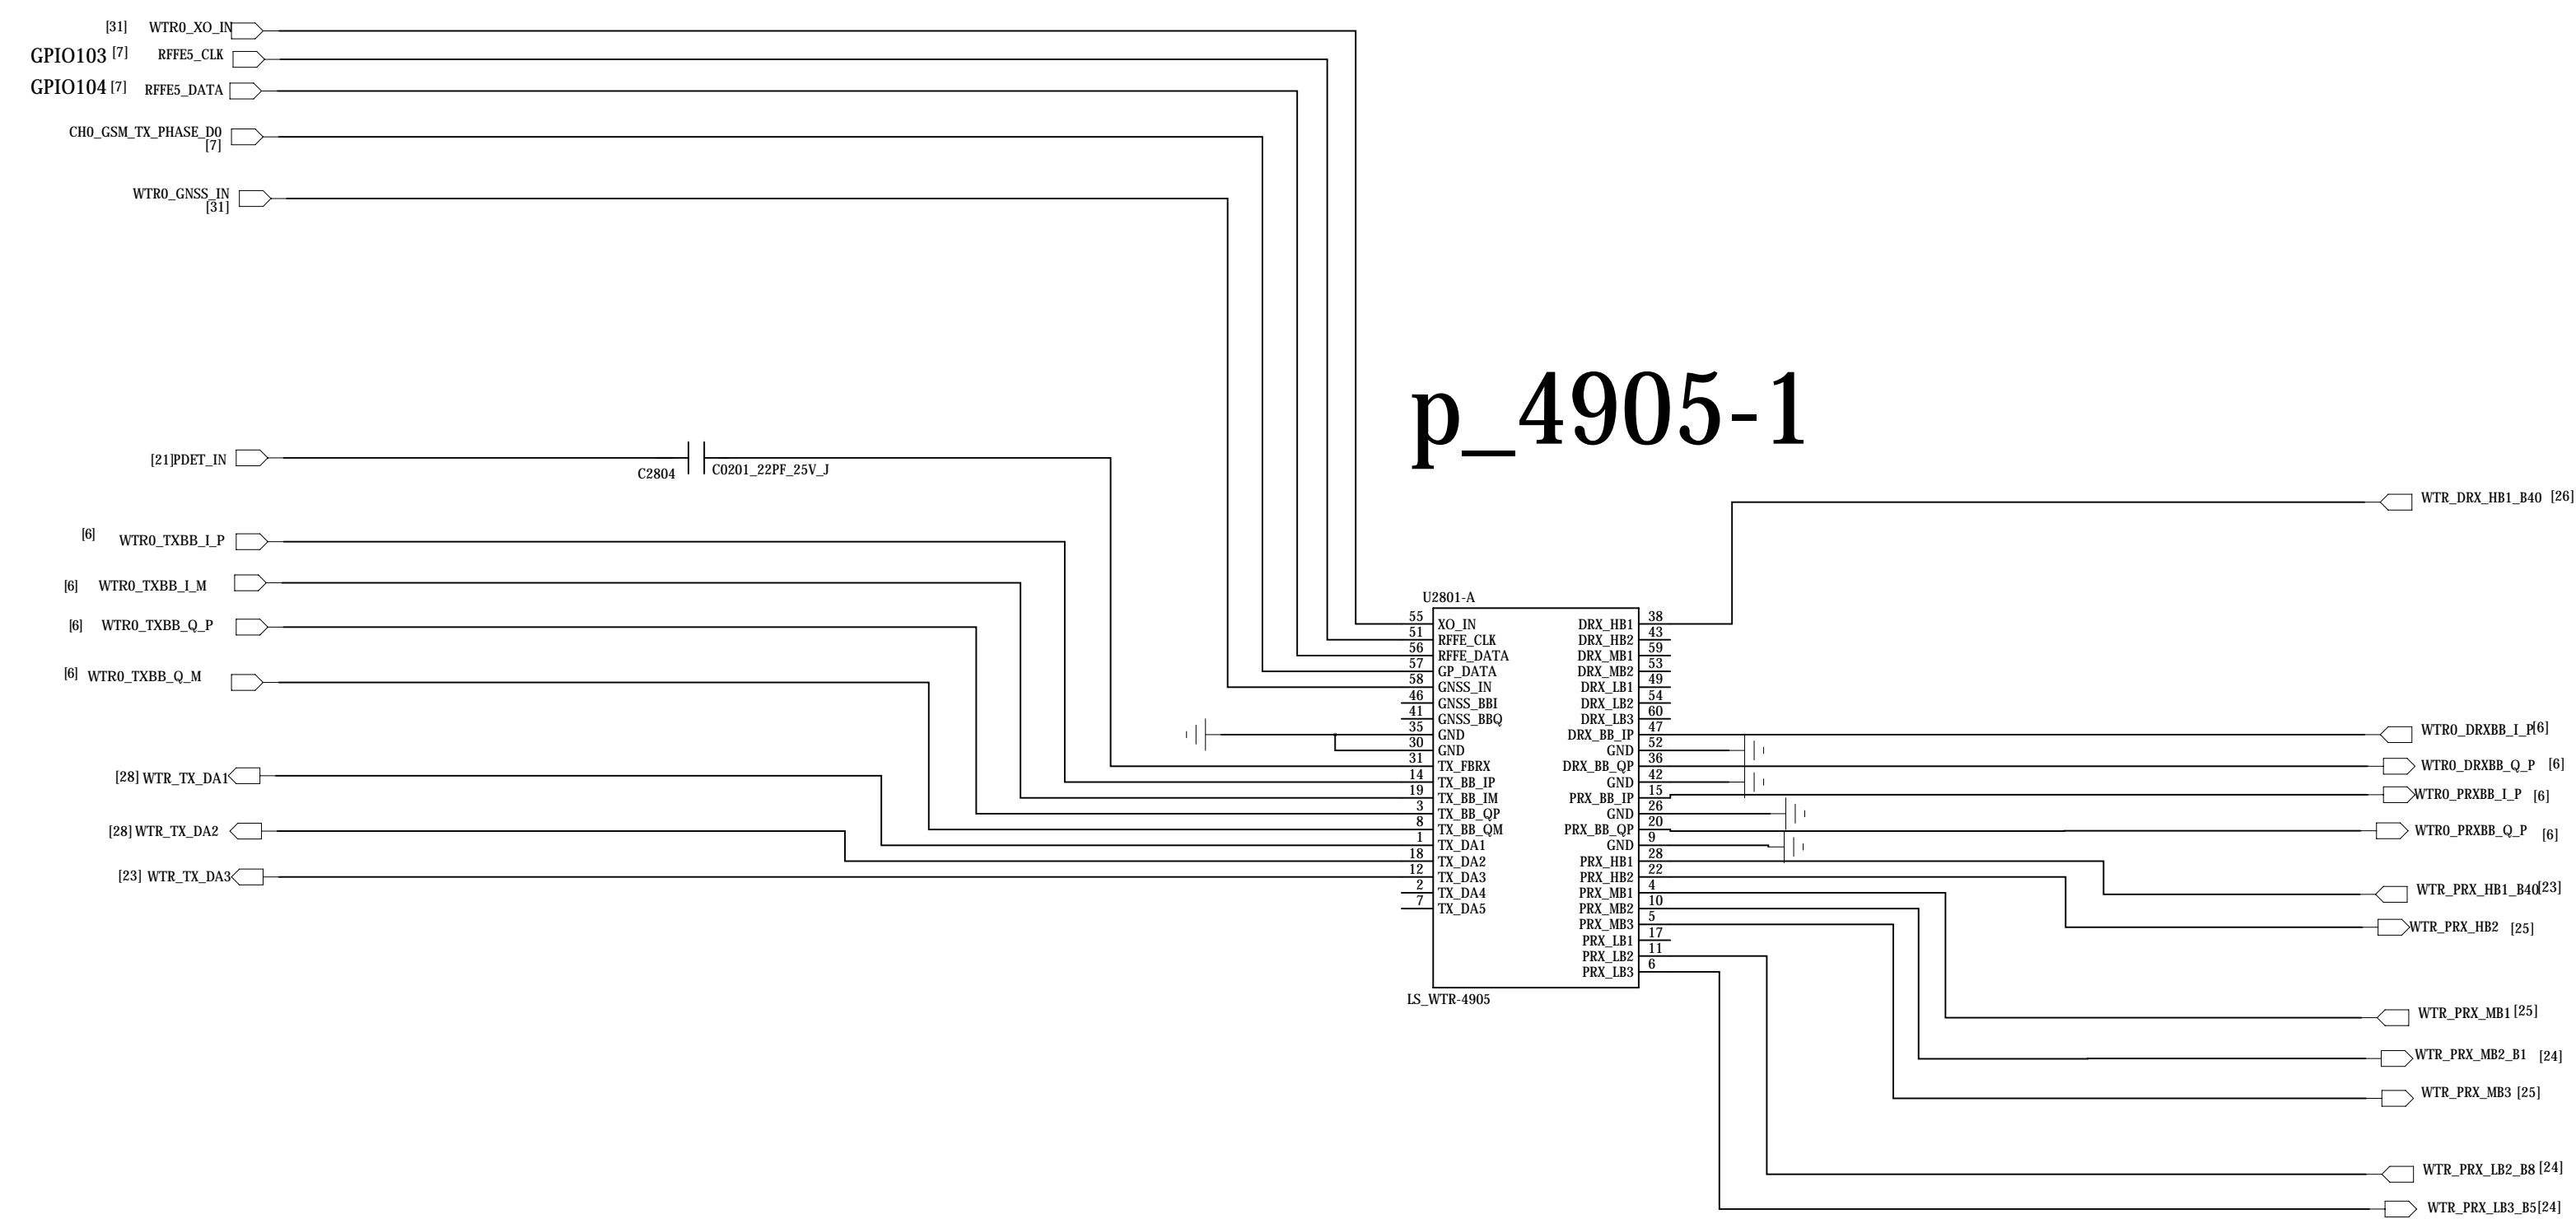 [31] WTR0_XO_IN
GPIO103 [7] RFFE5_CLK
GPIO104 [7] RFFE5_DATA
CH0_GSM_TX_PHASE_D0
[7]
WTR0_GNSS_IN
[31]
p_4905-1
[21]PDET_IN
C2804
C0201_22PF_25V_J
[6] WTR0_TXBB_I_P
[6] WTR0_TXBB_I_M
[6] WTR0_TXBB_Q_P
[6] WTR0_TXBB_Q_M
[28] WTR_TX_DA1
[28] WTR_TX_DA2
[23] WTR_TX_DA3
U2801-A
55 XO_IN DRX_HB1 38
51 RFFE_CLK DRX_HB2 43
56 RFFE_DATA DRX_MB1 59
57 GP_DATA DRX_MB2 53
58 GNSS_IN DRX_LB1 49
46 GNSS_BBI DRX_LB2 54
41 GNSS_BBQ DRX_LB3 60
35 GND DRX_BB_IP 47
30 GND GND 52
31 TX_FBRX DRX_BB_QP 36
14 TX_BB_IP GND 42
19 TX_BB_IM PRX_BB_IP 15
3 TX_BB_QP GND 26
8 TX_BB_QM PRX_BB_QP 20
1 TX_DA1 GND 9
18 TX_DA2 PRX_HB1 28
12 TX_DA3 PRX_HB2 22
2 TX_DA4 PRX_MB1 4
7 TX_DA5 PRX_MB2 10
PRX_MB3 5
PRX_LB1 17
PRX_LB2 11
PRX_LB3 6
LS_WTR-4905
WTR_DRX_HB1_B40 [26]
WTR0_DRXBB_I_P[6]
WTR0_DRXBB_Q_P [6]
WTR0_PRXBB_I_P [6]
WTR0_PRXBB_Q_P [6]
WTR_PRX_HB1_B40[23]
WTR_PRX_HB2 [25]
WTR_PRX_MB1 [25]
WTR_PRX_MB2_B1 [24]
WTR_PRX_MB3 [25]
WTR_PRX_LB2_B8 [24]
WTR_PRX_LB3_B5[24]